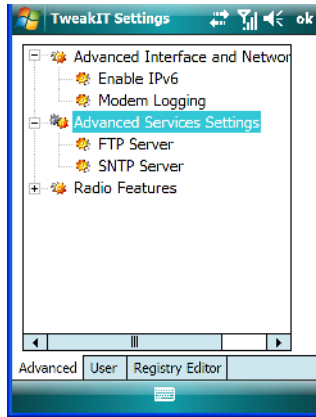 TweakIT Settings ok
Advanced Interface and Networ
Enable IPv6
Modem Logging
Advanced Services Settings
FTP Server
SNTP Server
Radio Features
Advanced User Registry Editor